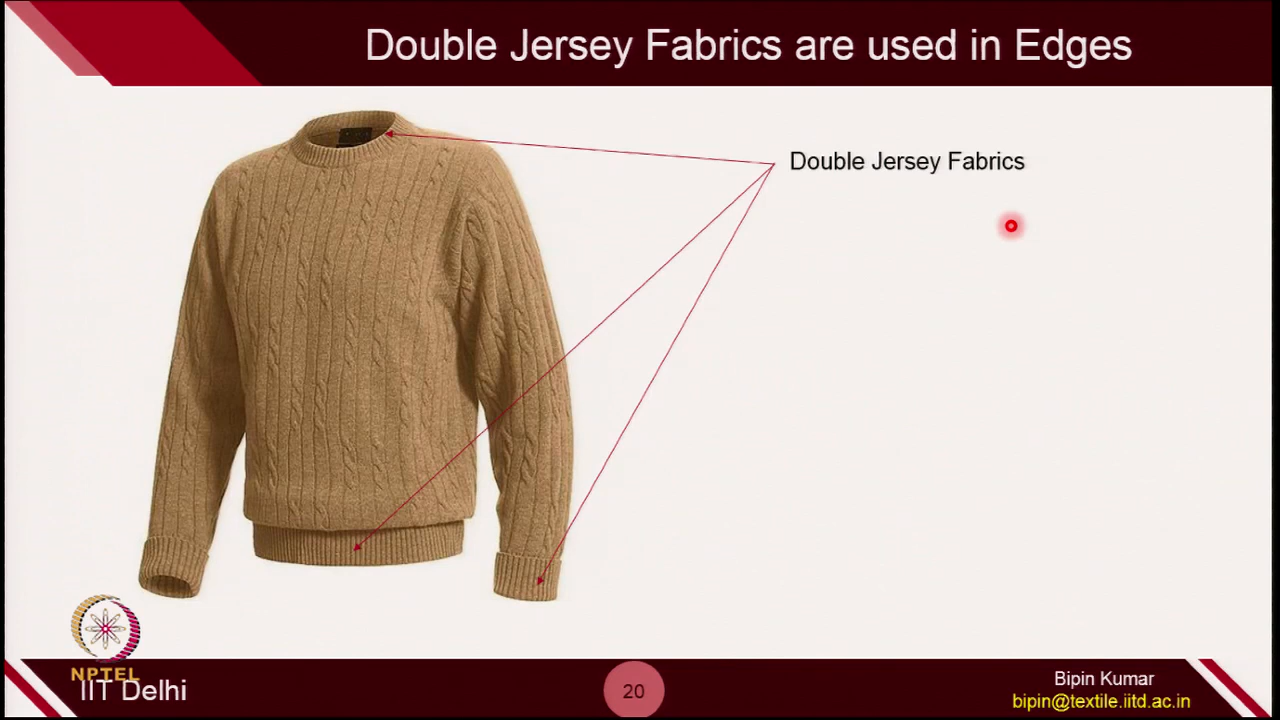 Double Jersey Fabrics are used in Edges
Double Jersey Fabrics
NPTEL
IIT Delhi
20
Bipin Kumar
bipin@textile.iitd.ac.in